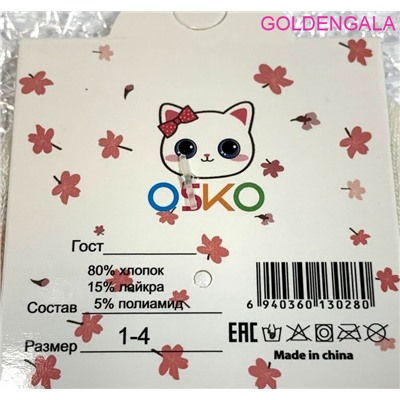 GOLDENGALA
OSKO
Гост
80% хлопок
15% лайкра
Состав 5% полиамид
Размер 1-4
6 940360 130280
EAC
Made in china